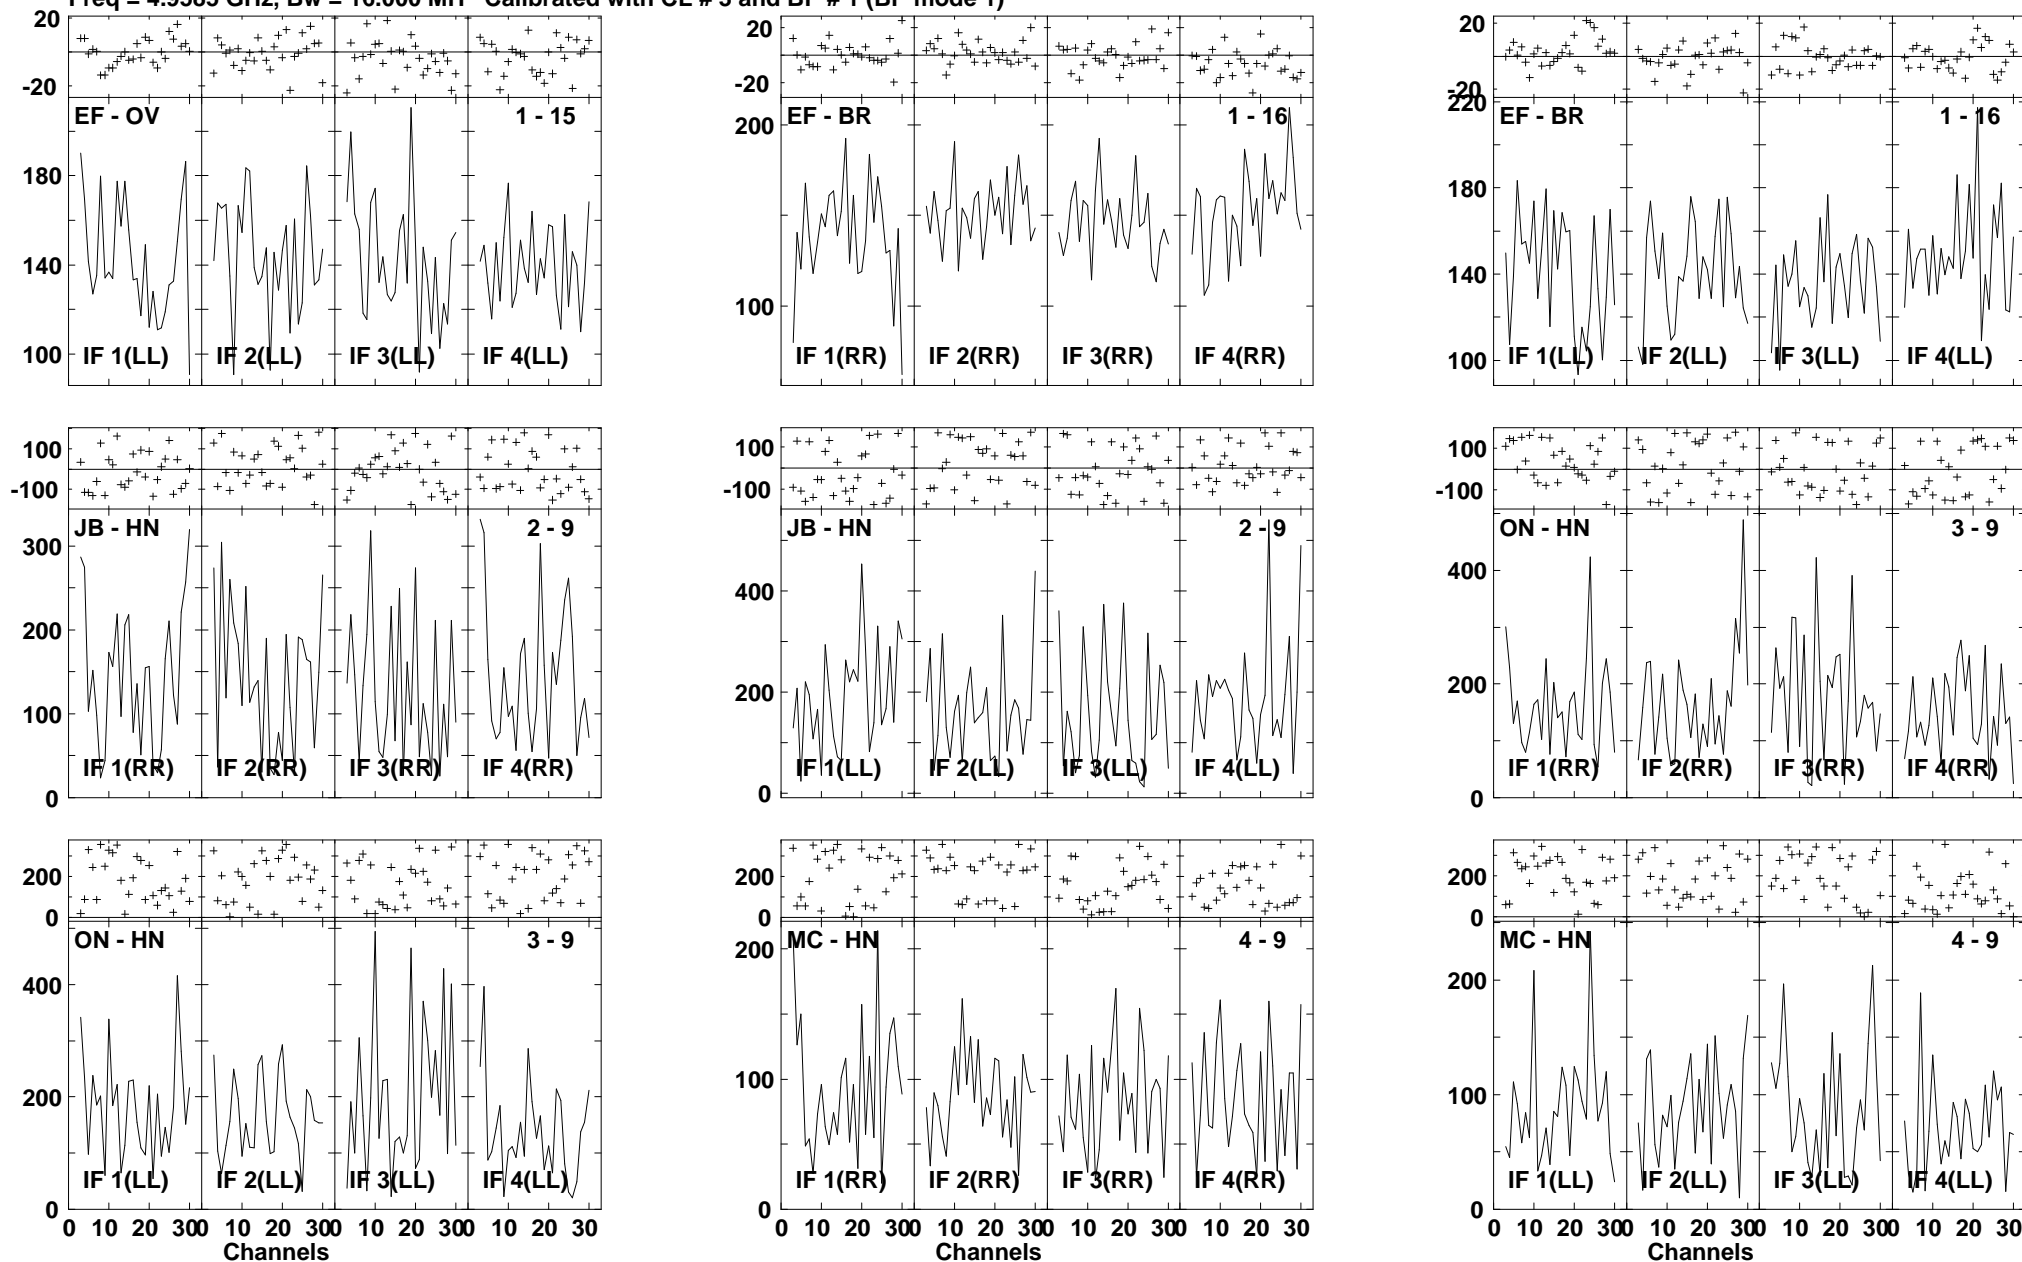 Freq = 4.9585 GHz, Bw = 16.000 MH Calibrated with CL # 3 and BP # 1 (BP mode 1)
20 -20
EF - OV 1 - 15
180 140 100
IF 1(LL) IF 2(LL) IF 3(LL) IF 4(LL)
20 0 -20
EF - BR 1 - 16
200 100
IF 1(RR) IF 2(RR) IF 3(RR) IF 4(RR)
20 0 -20
EF - BR 1 - 16
220 180 140 100
IF 1(LL) IF 2(LL) IF 3(LL) IF 4(LL)
100 -100
JB - HN 2 - 9
300 200 100 0
IF 1(RR) IF 2(RR) IF 3(RR) IF 4(RR)
100 -100
JB - HN 2 - 9
400 200 0
IF 1(LL) IF 2(LL) IF 3(LL) IF 4(LL)
100 -100
ON - HN 3 - 9
400 200 0
IF 1(RR) IF 2(RR) IF 3(RR) IF 4(RR)
200 0
ON - HN 3 - 9
400 200 0
IF 1(LL) IF 2(LL) IF 3(LL) IF 4(LL)
0 10 20 30 0 10 20 30 0 10 20 30 0 10 20 30
Channels
200 0
MC - HN 4 - 9
200 100 0
IF 1(RR) IF 2(RR) IF 3(RR) IF 4(RR)
0 10 20 30 0 10 20 30 0 10 20 30 0 10 20 30
Channels
200 0
MC - HN 4 - 9
200 100 0
IF 1(LL) IF 2(LL) IF 3(LL) IF 4(LL)
0 10 20 30 0 10 20 30 0 10 20 30 0 10 20 30
Channels